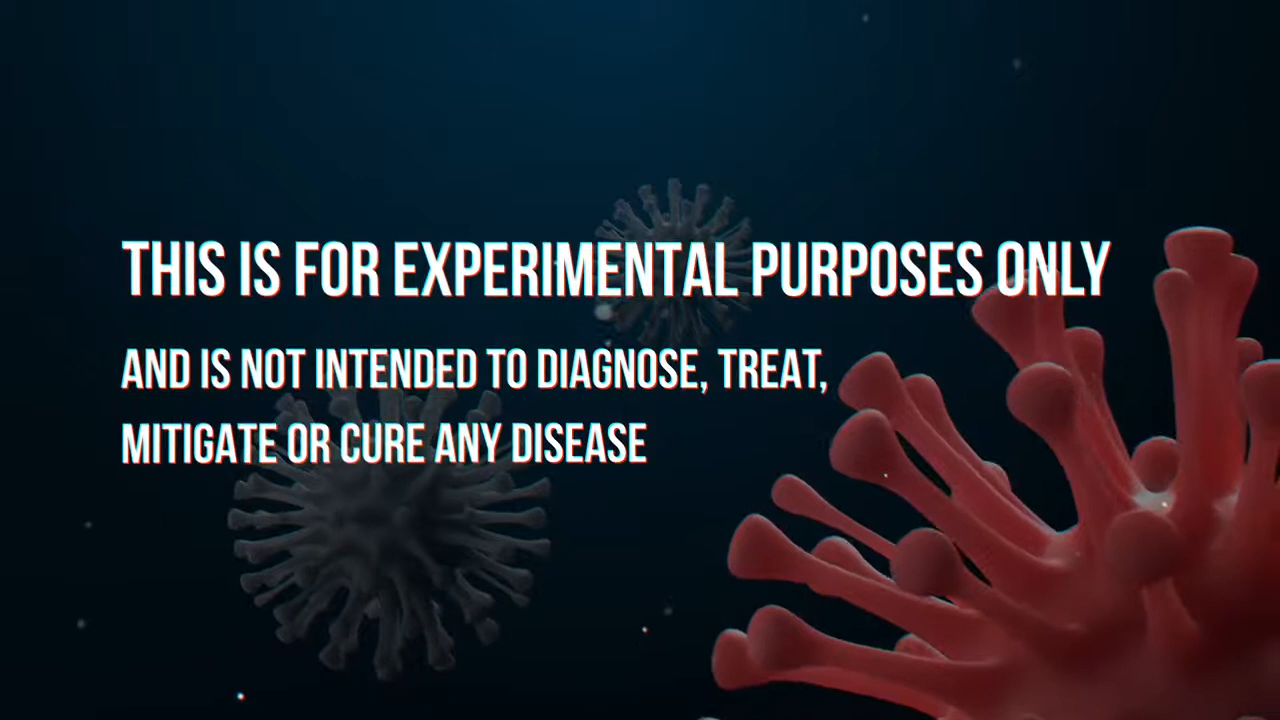 THIS IS FOR EXPERIMENTAL PURPOSES ONLY
AND IS NOT INTENDED TO DIAGNOSE, TREAT,
MITIGATE OR CURE ANY DISEASE